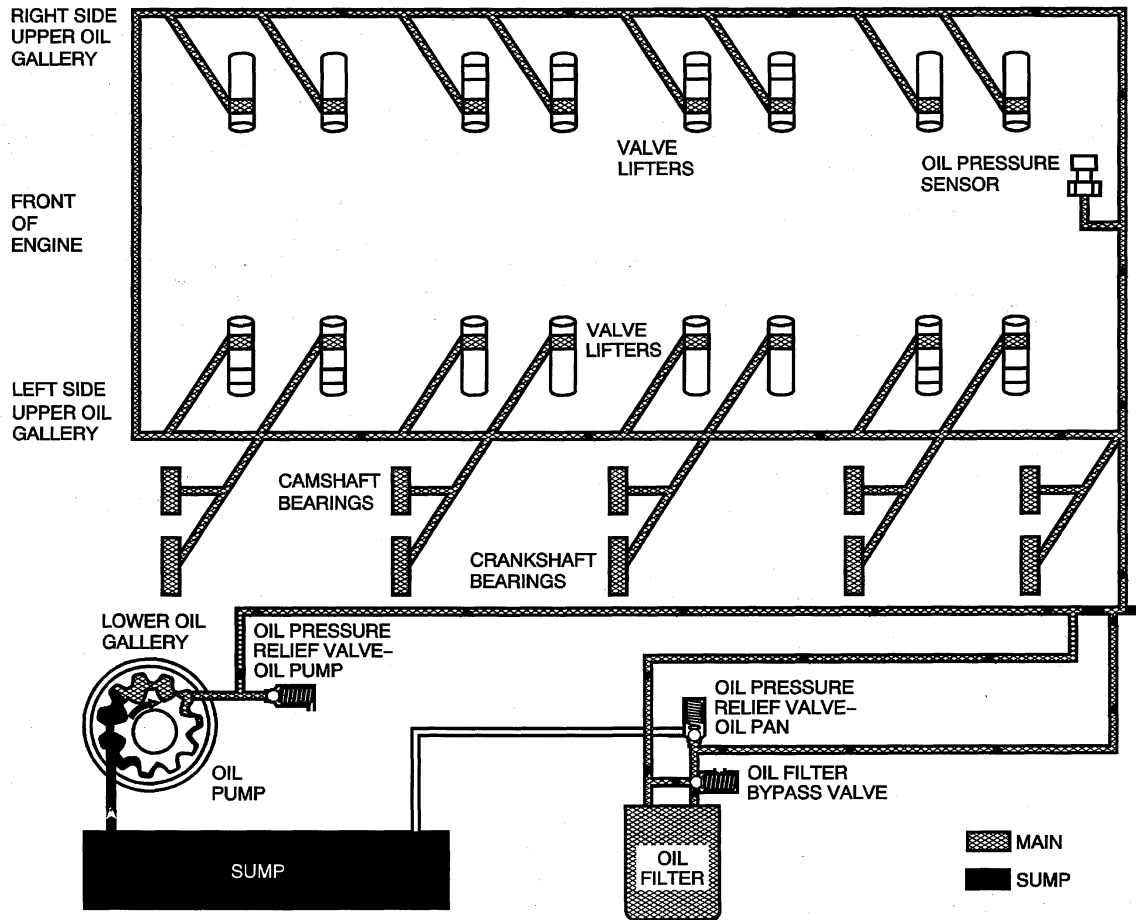 RIGHT SIDE
UPPER OIL
GALLERY
VALVE
LIFTERS
OIL PRESSURE
SENSOR
FRONT
OF
ENGINE
VALVE
LIFTERS
LEFT SIDE
UPPER OIL
GALLERY
CAMSHAFT
BEARINGS
CRANKSHAFT
BEARINGS
LOWER OIL
GALLERY
OIL PRESSURE
RELIEF VALVE–
OIL PUMP
OIL PRESSURE
RELIEF VALVE–
OIL PAN
OIL
PUMP
OIL FILTER
BYPASS VALVE
SUMP
OIL
FILTER
MAIN
SUMP